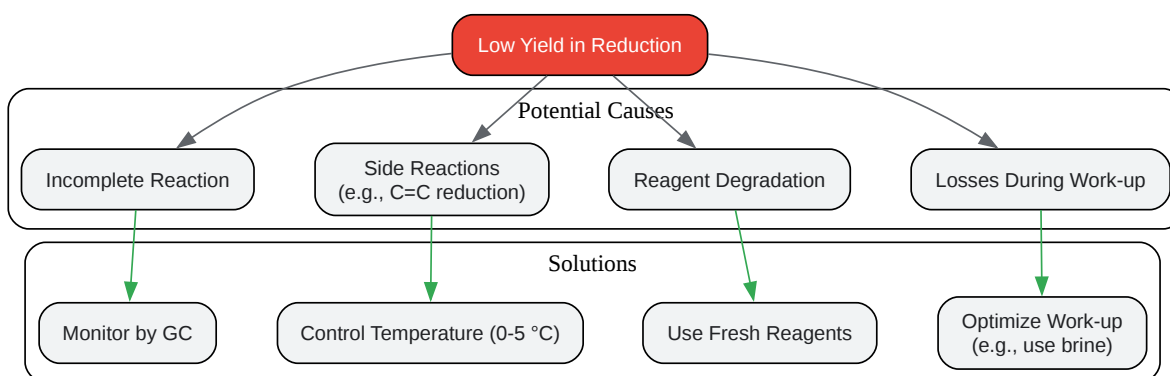 Low Yield in Reduction
Potential Causes
Incomplete Reaction
Side Reactions
(e.g., C=C reduction)
Reagent Degradation
Losses During Work-up
Solutions
Monitor by GC
Control Temperature (0-5 °C)
Use Fresh Reagents
Optimize Work-up
(e.g., use brine)